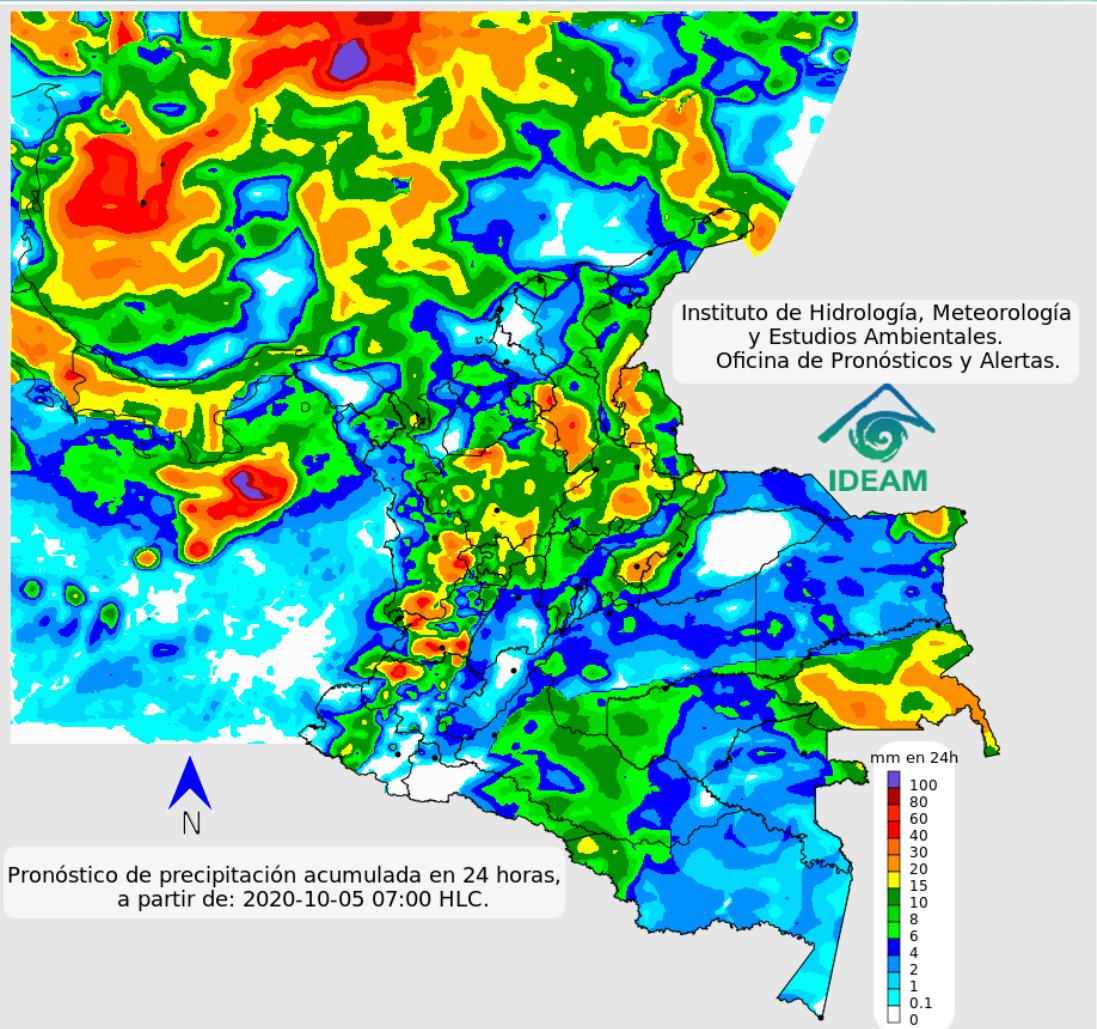 Instituto de Hidrología, Meteorología
y Estudios Ambientales.
Oficina de Pronósticos y Alertas.
IDEAM
mm en 24h
100
80
60
40
30
20
15
10
8
6
4
2
1
0.1
0
N
Pronóstico de precipitación acumulada en 24 horas,
a partir de: 2020-10-05 07:00 HLC.